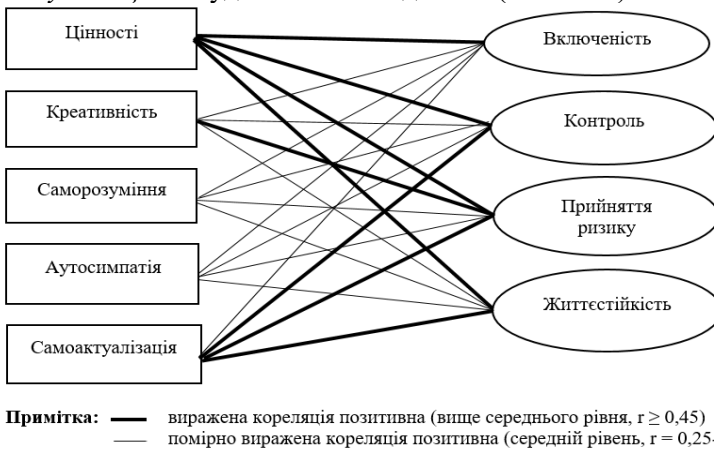 Цінності
Включеність
Креативність
Контроль
Саморозуміння
Прийняття
ризику
Аутосимпатія
Життєстійкість
Самоактуалізація
Примітка: виражена кореляція позитивна (вище середнього рівня, r ≥ 0,45)
помірно виражена кореляція позитивна (середній рівень, r = 0,25-